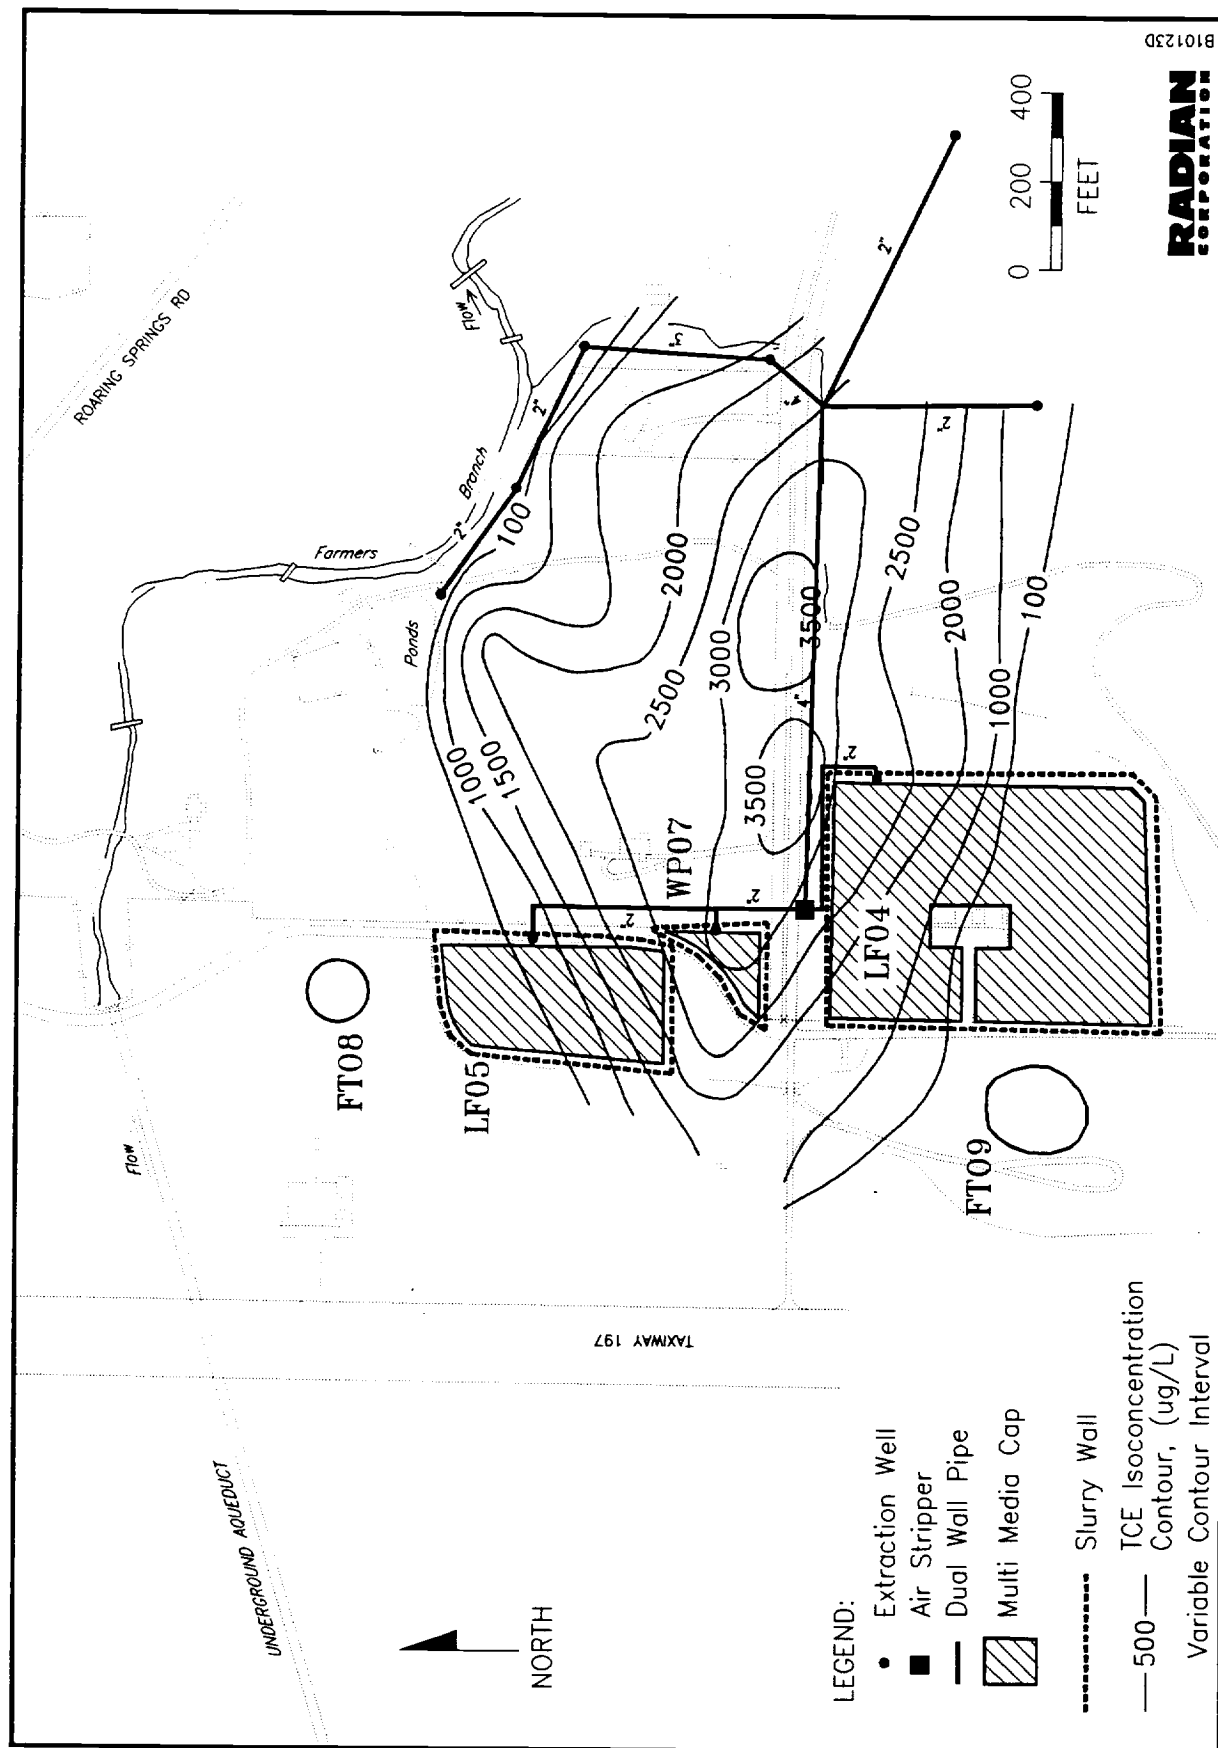 B10123D
RADIAN
CORPORATION
0 200 400
FEET
ROARING SPRINGS RD
Flow
Branch
Farmers
Ponds
2"
2"
3"
2"
2"
4"
2"
2"
2"
2"
100
1000
1500
2000
2500
3000
3500
3500
2500
2000
1000
100
WP07
LF04
LF05
FT08
FT09
Flow
TAXIWAY 197
UNDERGROUND AQUEDUCT
NORTH
LEGEND:
Extraction Well
Air Stripper
Dual Wall Pipe
Multi Media Cap
Slurry Wall
500 TCE Isoconcentration
Contour, (ug/L)
Variable Contour Interval